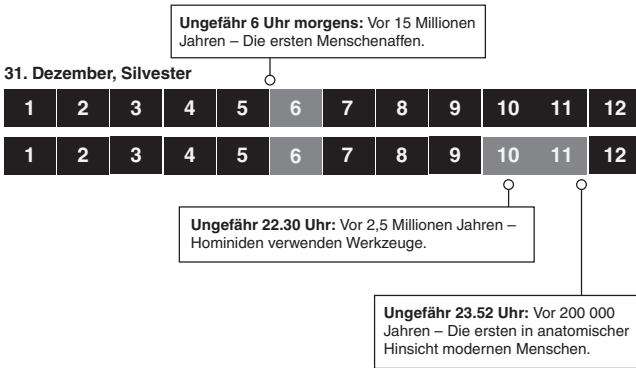 Ungefähr 6 Uhr morgens: Vor 15 Millionen
Jahren – Die ersten Menschenaffen.
31. Dezember, Silvester
1 2 3 4 5 6 7 8 9 10 11 12
1 2 3 4 5 6 7 8 9 10 11 12
Ungefähr 22.30 Uhr: Vor 2,5 Millionen Jahren –
Hominiden verwenden Werkzeuge.
Ungefähr 23.52 Uhr: Vor 200 000
Jahren – Die ersten in anatomischer
Hinsicht modernen Menschen.